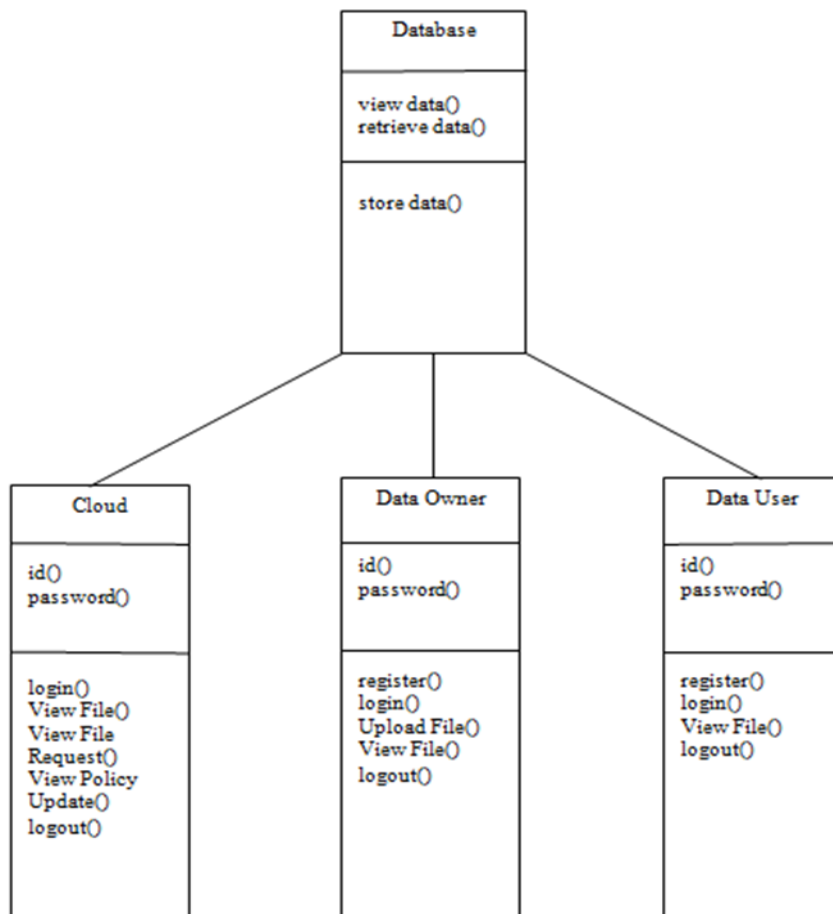 Database
view data()
retrieve data()
store data()
Cloud
id()
password()
login()
View File()
View File
Request()
View Policy
Update()
logout()
Data Owner
id()
password()
register()
login()
Upload File()
View File()
logout()
Data User
id()
password()
register()
login()
View File()
logout()